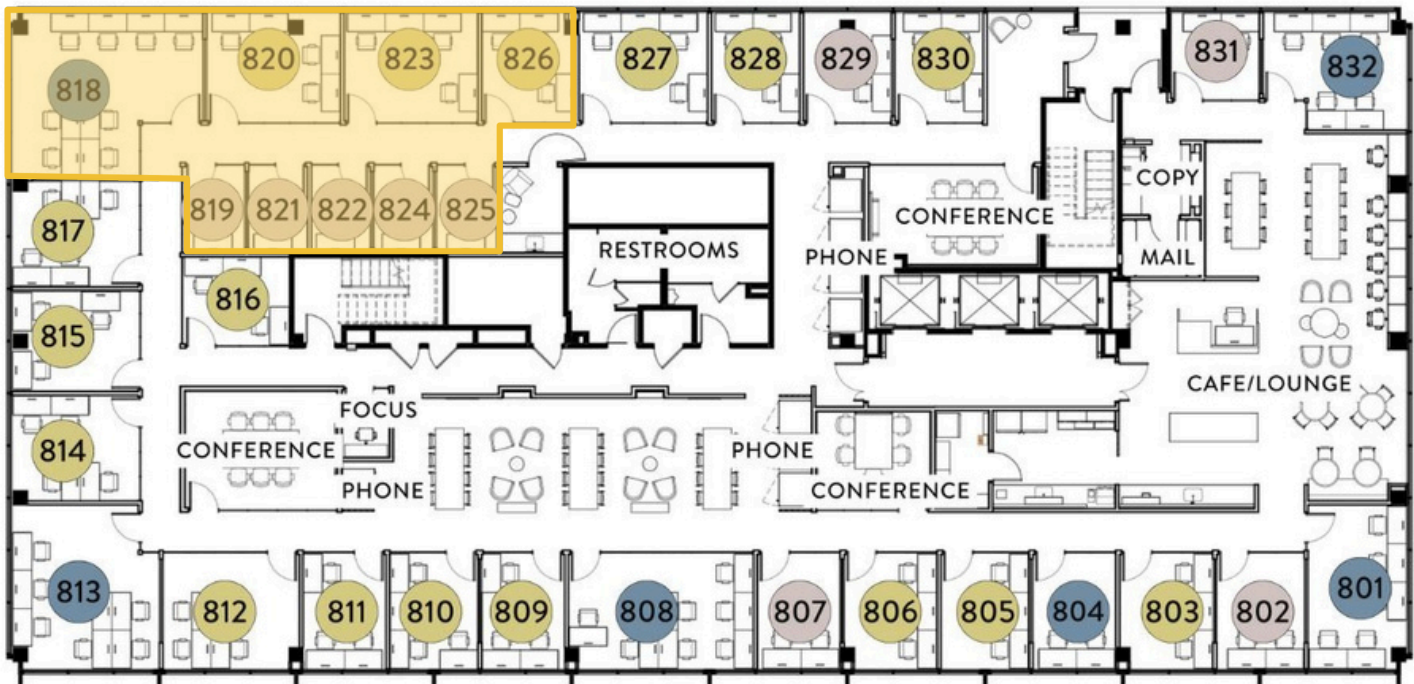 818
820
823
826
827
828
829
830
831
832
819
821
822
824
825
817
COPY
CONFERENCE
MAIL
RESTROOMS
PHONE
816
815
CAFE/LOUNGE
FOCUS
814
CONFERENCE
PHONE
PHONE
CONFERENCE
813
812
811
810
809
808
807
806
805
804
803
802
801